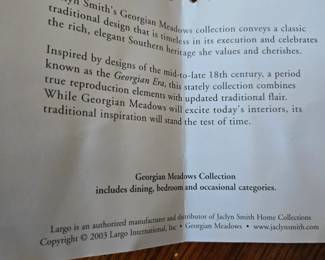 lyn Smith's Georgian Meadows collection conveys a classic
traditional design that is timeless in its execution and celebrates
the rich, elegant Southern heritage she values and cherishes.
Inspired by designs of the mid-to-late 18th century, a period
known as the Georgian Era, this stately collection combines
true reproduction elements with updated traditional flair.
While Georgian Meadows will excite today's interiors, its
traditional inspiration will stand the test of time.
Georgian Meadows Collection
includes dining, bedroom and occasional categories.
Largo is an authorized manufacturer and distributor of Jaclyn Smith Home Collections
Copyright © 2003 Largo International, Inc • Georgian Meadows • www.jaclynsmith.com